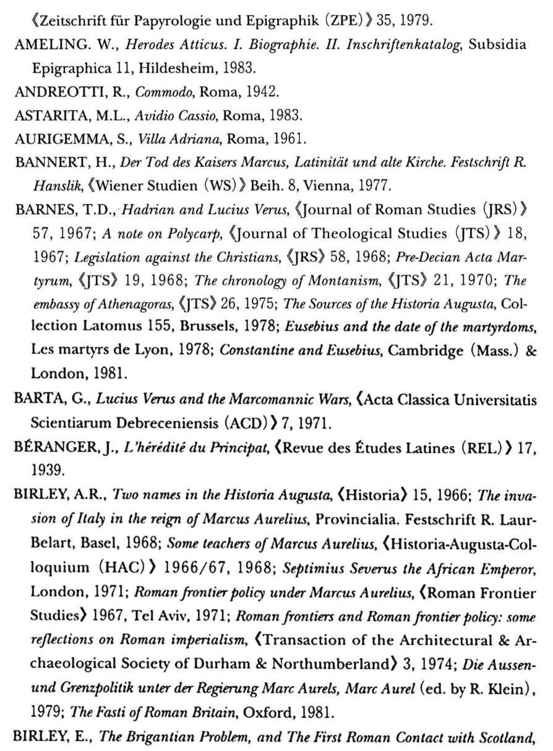 《Zeitschrift für Papyrologie und Epigraphik (ZPE)》35, 1979.
AMELING. W., Herodes Atticus. I. Biographie. II. Inschriftenkatalog, Subsidia
Epigraphica 11, Hildesheim, 1983.
ANDREOTTI, R., Commodo, Roma, 1942.
ASTARITA, M.L., Avidio Cassio, Roma, 1983.
AURIGEMMA, S., Villa Adriana, Roma, 1961.
BANNERT, H., Der Tod des Kaisers Marcus, Latinität und alte Kirche. Festschrift R.
Hanslik, 《Wiener Studien (WS)》 Beih. 8, Vienna, 1977.
BARNES, T.D., Hadrian and Lucius Verus, 《Journal of Roman Studies (JRS)》
57, 1967; A note on Polycarp, 《Journal of Theological Studies (JTS)》 18,
1967; Legislation against the Christians, 《JRS》 58, 1968; Pre-Decian Acta Mar-
tyrum, 《JTS》 19, 1968; The chronology of Montanism, 《JTS》 21, 1970; The
embassy of Athenagoras, 《JTS》 26, 1975; The Sources of the Historia Augusta, Col-
lection Latomus 155, Brussels, 1978; Eusebius and the date of the martyrdoms,
Les martyrs de Lyon, 1978; Constantine and Eusebius, Cambridge (Mass.) &
London, 1981.
BARTA, G., Lucius Verus and the Marcomannic Wars, 《Acta Classica Universitatis
Scientiarum Debreceniensis (ACD)》 7, 1971.
BÉRANGER, J., L'hérédité du Principat, 《Revue des Études Latines (REL)》 17,
1939.
BIRLEY, A.R., Two names in the Historia Augusta, 《Historia》 15, 1966; The inva-
sion of Italy in the reign of Marcus Aurelius, Provincialia. Festschrift R. Laur-
Belart, Basel, 1968; Some teachers of Marcus Aurelius, 《Historia-Augusta-Col-
loquium (HAC)》 1966/67, 1968; Septimius Severus the African Emperor,
London, 1971; Roman frontier policy under Marcus Aurelius, 《Roman Frontier
Studies》 1967, Tel Aviv, 1971; Roman frontiers and Roman frontier policy: some
reflections on Roman imperialism, 《Transaction of the Architectural & Ar-
chaeological Society of Durham & Northumberland》 3, 1974; Die Aussen-
und Grenzpolitik unter der Regierung Marc Aurels, Marc Aurel (ed. by R. Klein),
1979; The Fasti of Roman Britain, Oxford, 1981.
BIRLEY, E., The Brigantian Problem, and The First Roman Contact with Scotland,